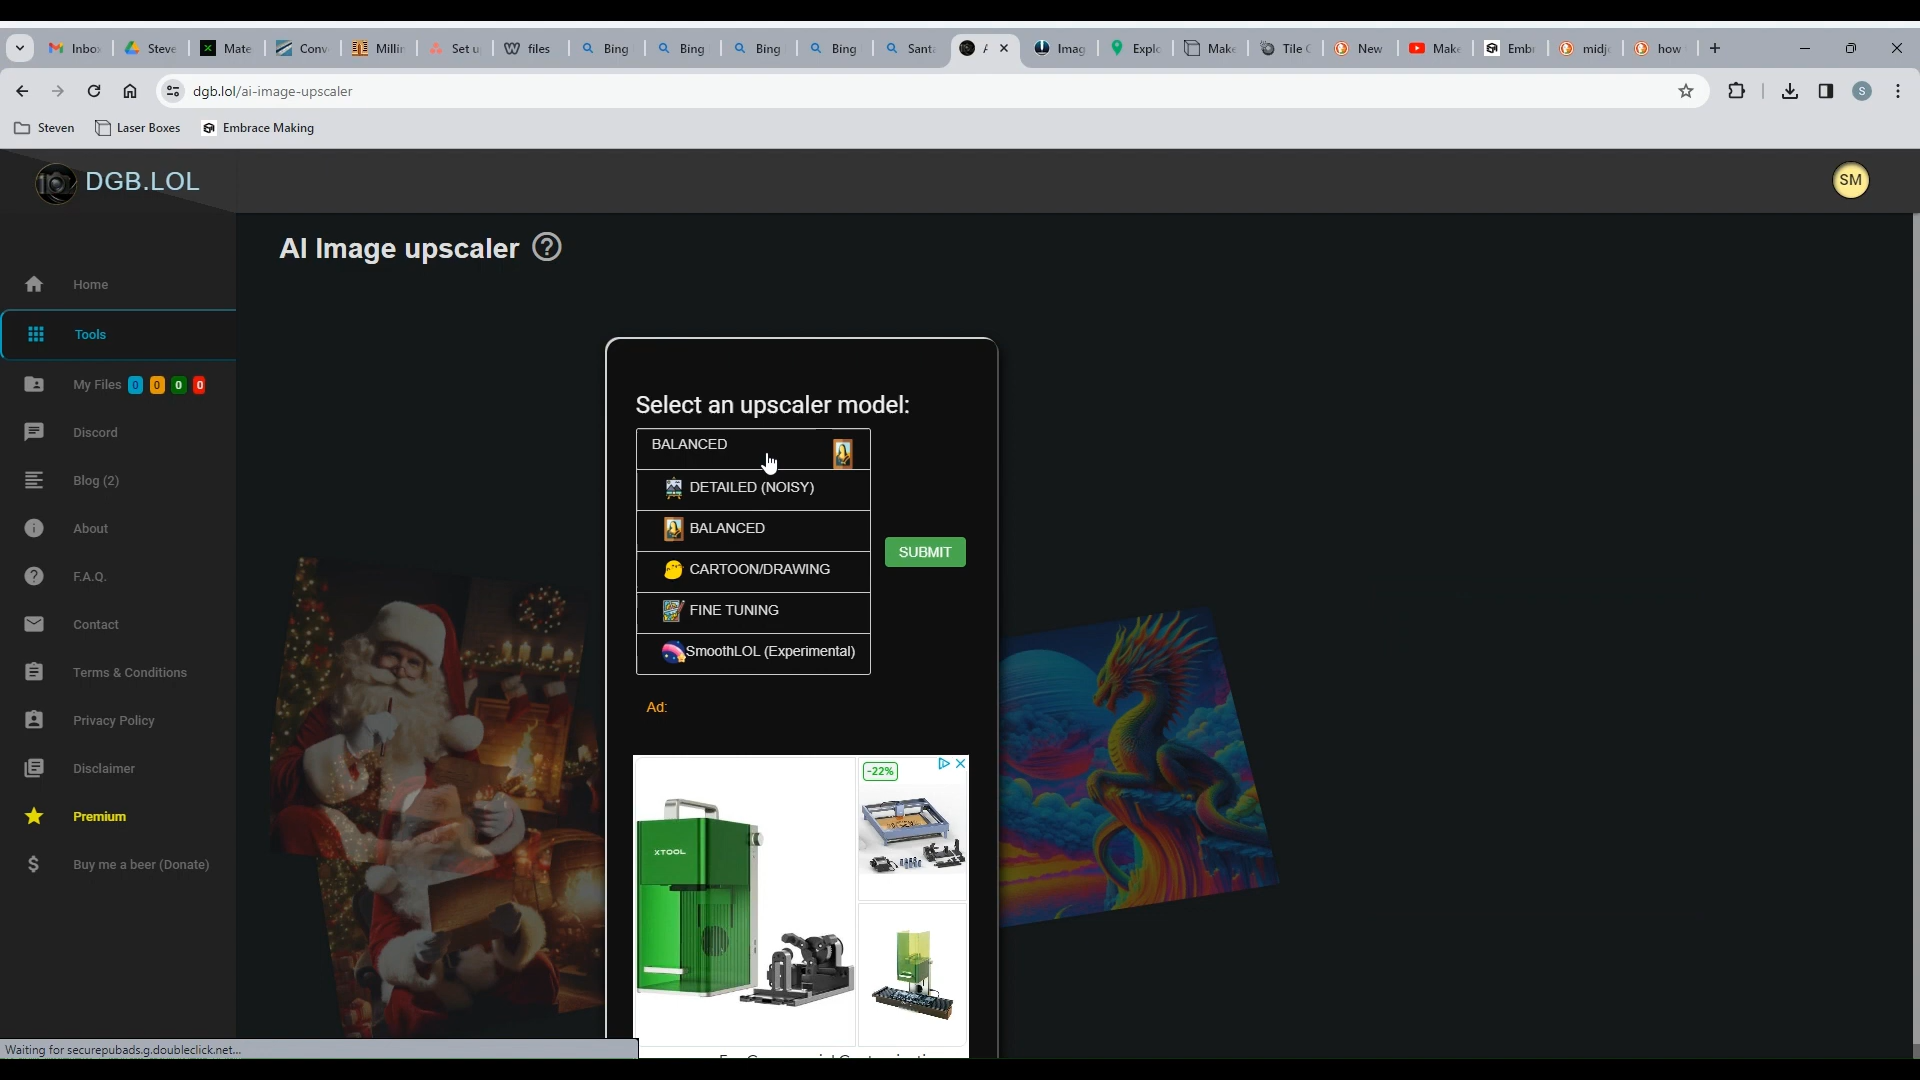 Inbo
Steve
Mate
Conv
Millin
Set u
files
Bing
Bing
Bing
Bing
Santa
Imag
Explo
Make
Tile
New
Make
Emb
midj
how
dgb.lol/ai-image-upscaler
S
Steven
Laser Boxes
Embrace Making
DGB.LOL
SM
AI Image upscaler
Home
Tools
My Files 0 0 0 0
Discord
Blog (2)
About
F.A.Q.
Contact
Terms & Conditions
Privacy Policy
Disclaimer
Premium
Buy me a beer (Donate)
Select an upscaler model:
BALANCED
DETAILED (NOISY)
BALANCED
CARTOON/DRAWING
FINE TUNING
SmoothLOL (Experimental)
SUBMIT
Ad:
-22%
XTOOL
Waiting for securepubads.g.doubleclick.net...